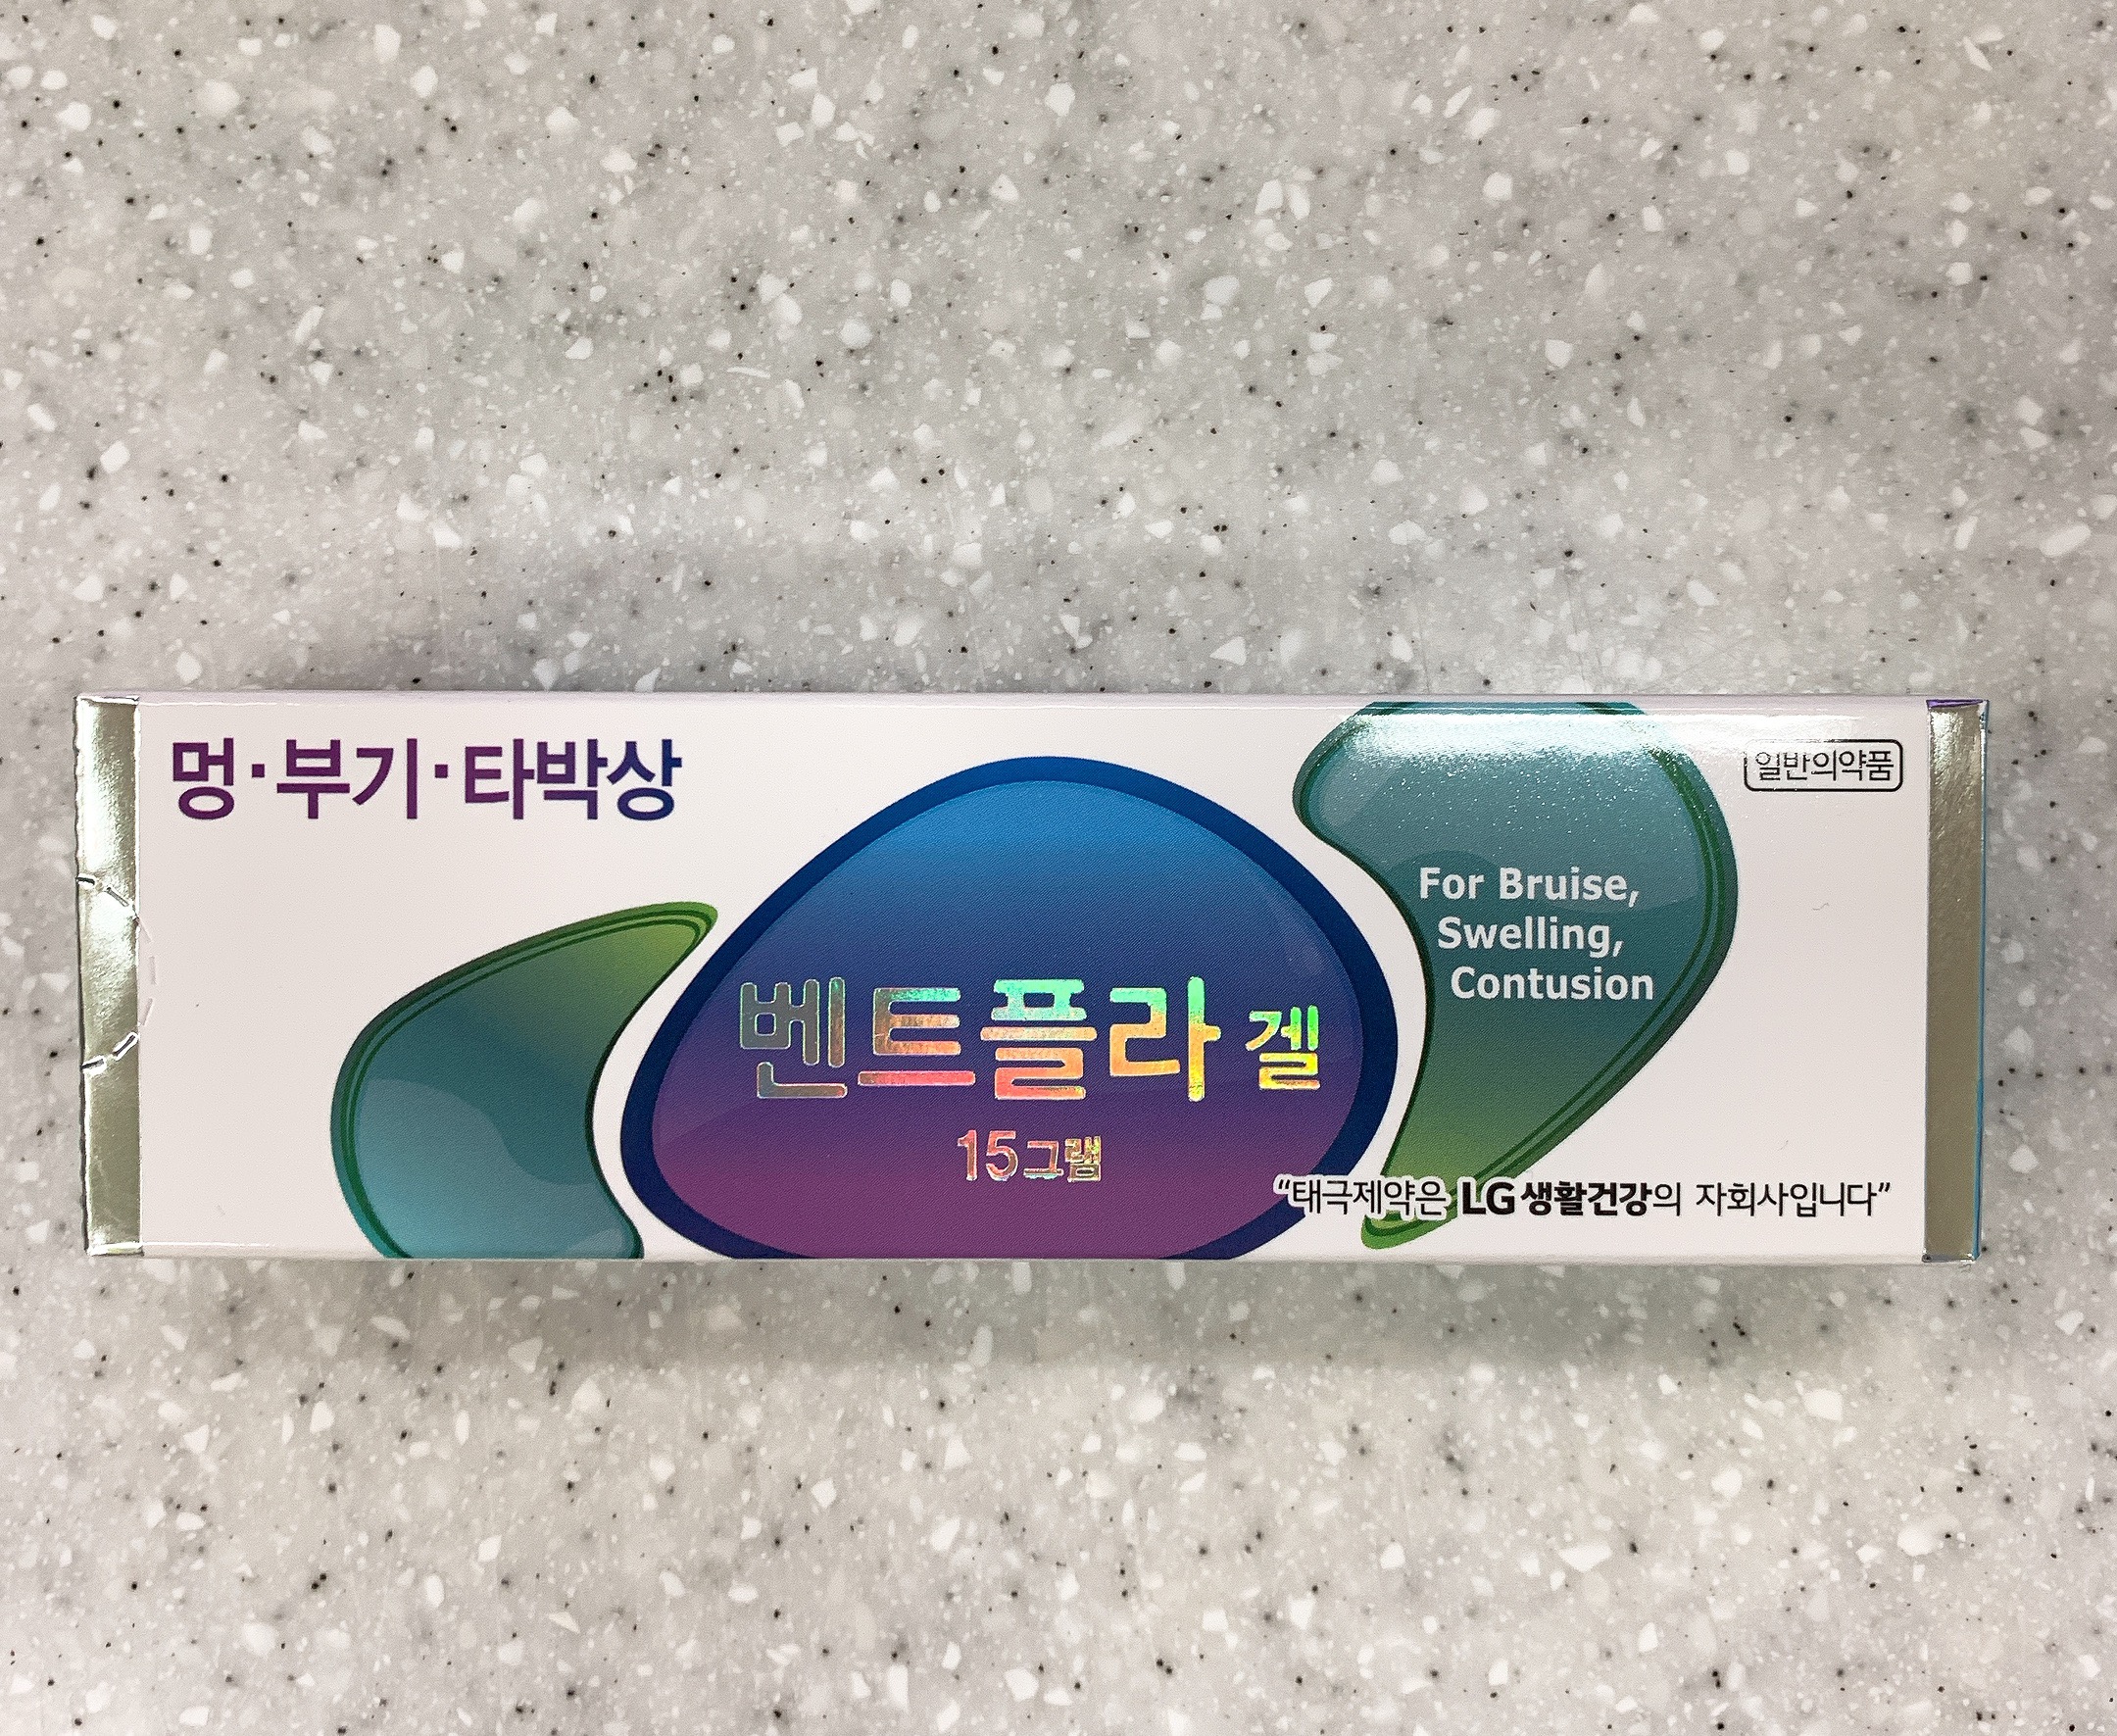 멍·부기·타박상
일반의약품
For Bruise,
Swelling,
Contusion
벤트플라 겔
15그램
“태극제약은 LG생활건강의 자회사입니다”